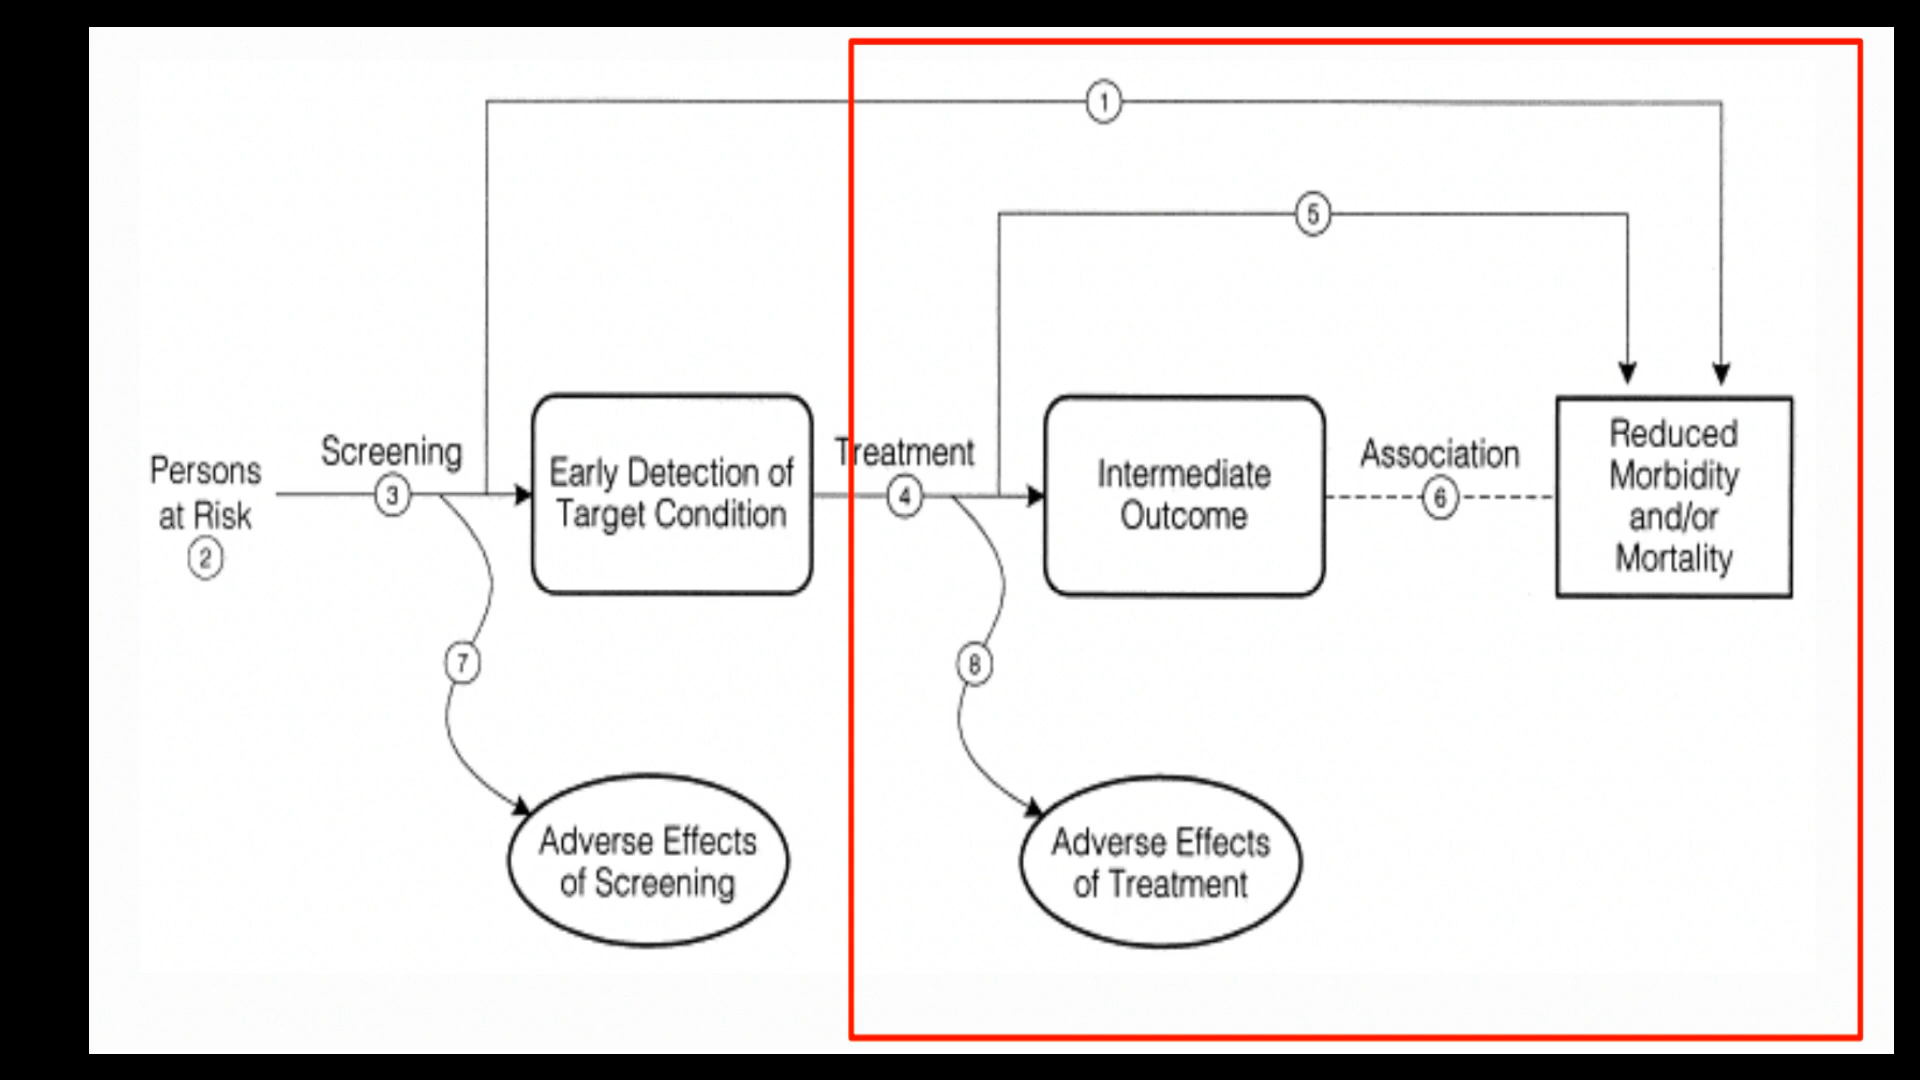 1
5
Screening
Treatment
Association
Persons
at Risk
2
3
Early Detection of
Target Condition
4
Intermediate
Outcome
6
Reduced
Morbidity
and/or
Mortality
7
8
Adverse Effects
of Screening
Adverse Effects
of Treatment